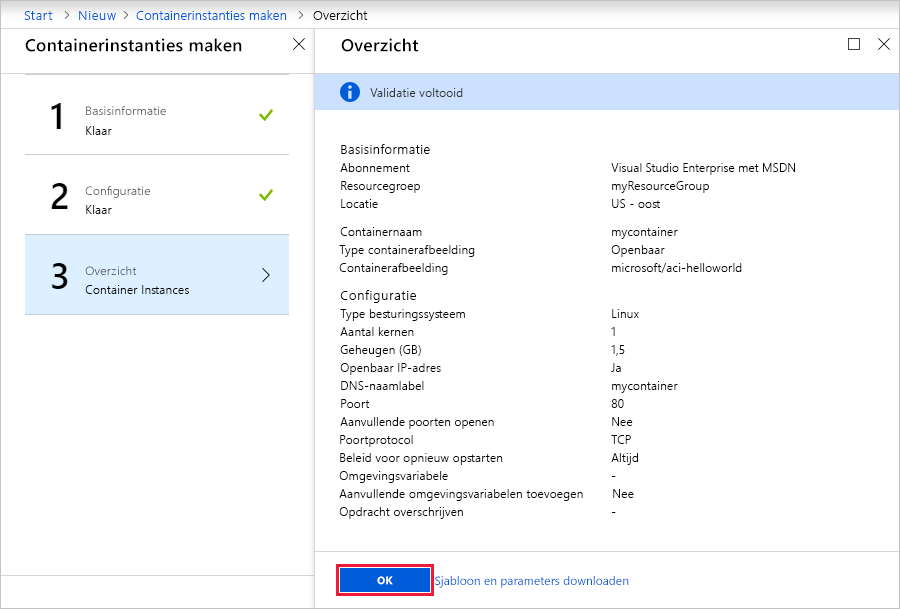 Start > Nieuw > Containerinstanties maken > Overzicht
Containerinstanties maken
1
Basisinformatie
Klaar
2
Configuratie
Klaar
3
Overzicht
Container Instances
Overzicht
Validatie voltooid
Basisinformatie
Abonnement Visual Studio Enterprise met MSDN
Resourcegroep myResourceGroup
Locatie US - oost
Containernaam mycontainer
Type containerafbeelding Openbaar
Containerafbeelding microsoft/aci-helloworld
Configuratie
Type besturingssysteem Linux
Aantal kernen 1
Geheugen (GB) 1,5
Openbaar IP-adres Ja
DNS-naamlabel mycontainer
Poort 80
Aanvullende poorten openen Nee
Poortprotocol TCP
Beleid voor opnieuw opstarten Altijd
Omgevingsvariabele -
Aanvullende omgevingsvariabelen toevoegen Nee
Opdracht overschrijven -
OK Sjabloon en parameters downloaden